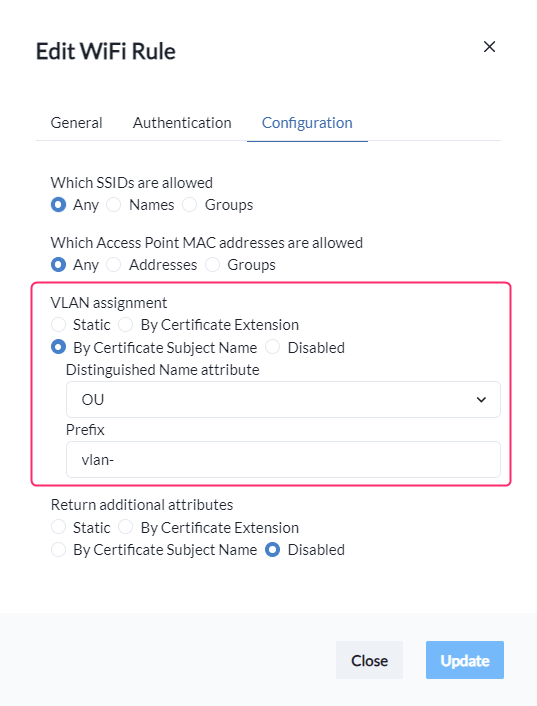 Edit WiFi Rule
General Authentication Configuration
Which SSIDs are allowed
Any Names Groups
Which Access Point MAC addresses are allowed
Any Addresses Groups
VLAN assignment
Static By Certificate Extension
By Certificate Subject Name Disabled
Distinguished Name attribute
OU
Prefix
vlan-
Return additional attributes
Static By Certificate Extension
By Certificate Subject Name Disabled
Close Update